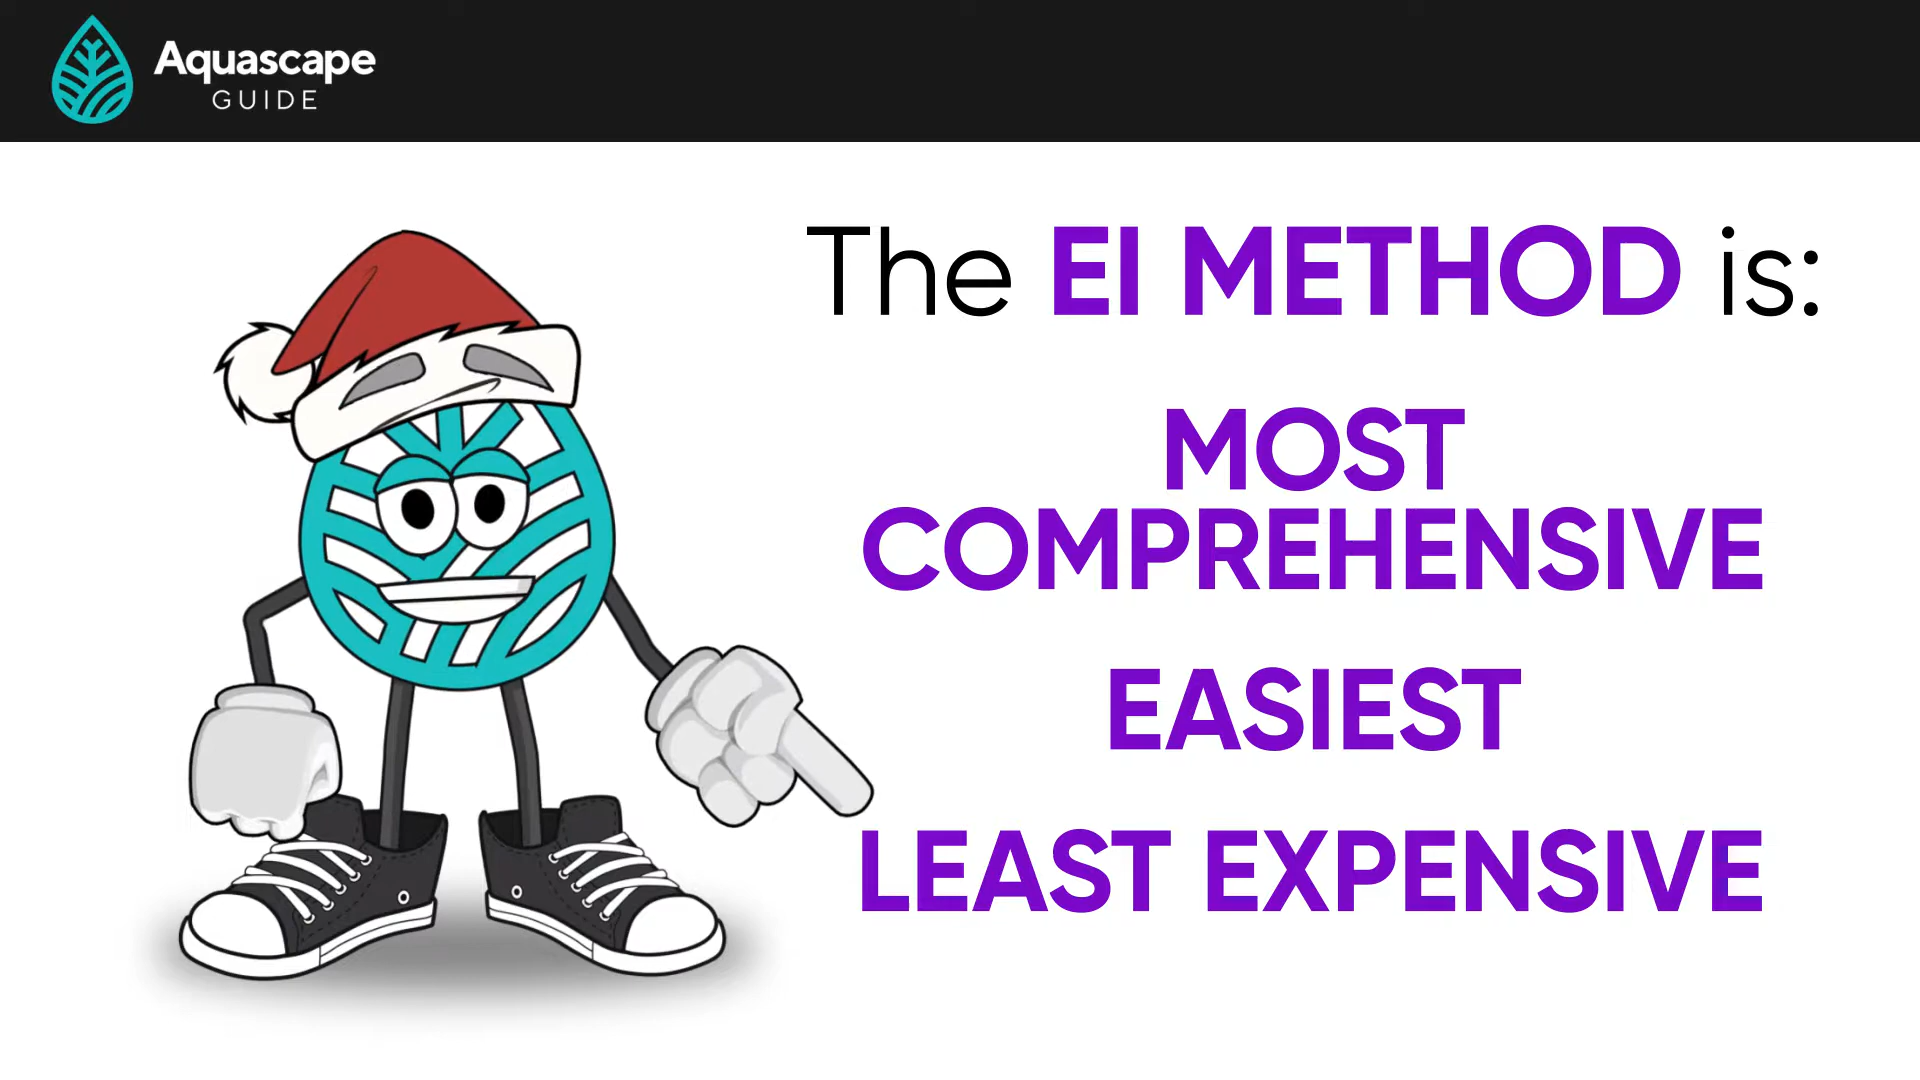 Aquascape
GUIDE
The EI METHOD is:
MOST
COMPREHENSIVE
EASIEST
LEAST EXPENSIVE